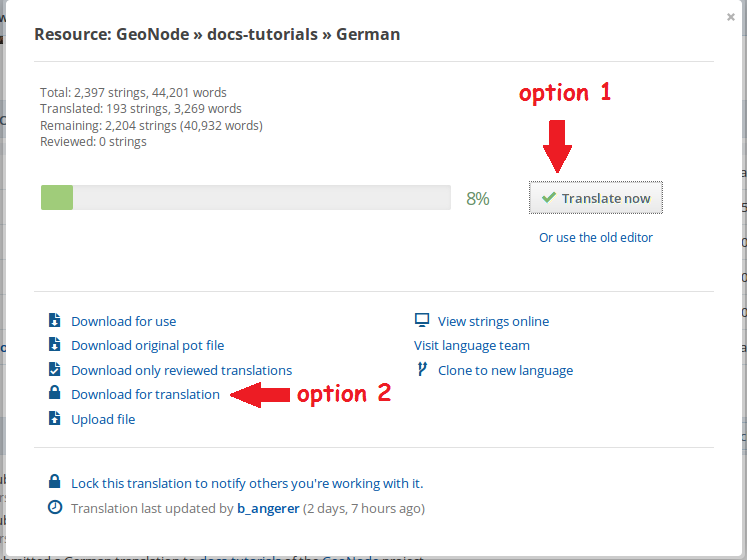 Resource: GeoNode » docs-tutorials » German
Total: 2,397 strings, 44,201 words
Translated: 193 strings, 3,269 words
Remaining: 2,204 strings (40,932 words)
Reviewed: 0 strings
option 1
8%
Translate now
Or use the old editor
Download for use
Download original pot file
Download only reviewed translations
Download for translation
option 2
Upload file
View strings online
Visit language team
Clone to new language
Lock this translation to notify others you're working with it.
Translation last updated by b_angerer (2 days, 7 hours ago)